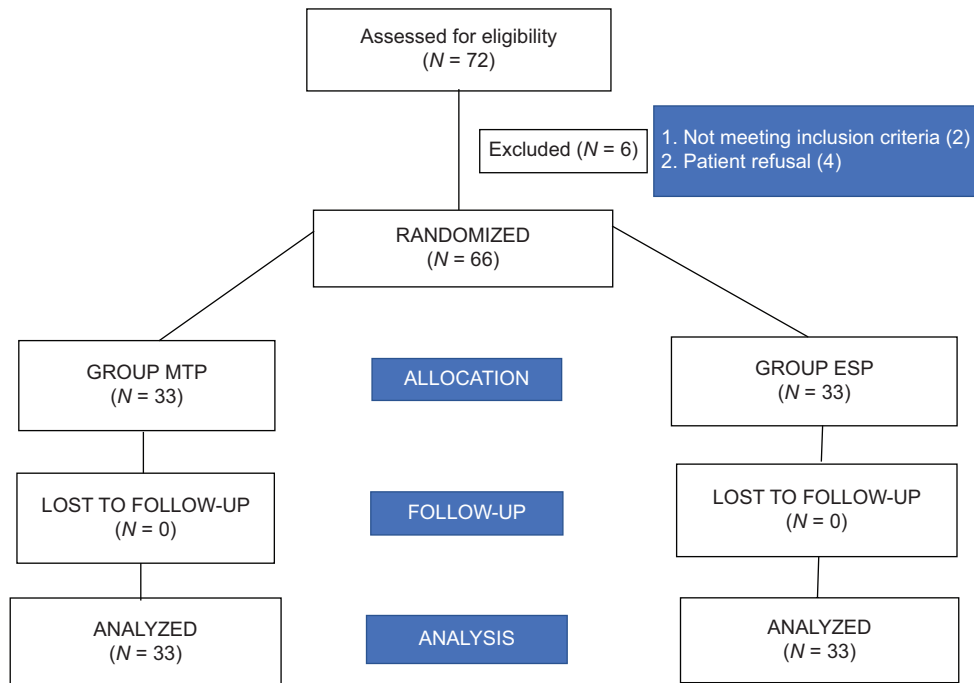 Assessed for eligibility
(N = 72)
Excluded (N = 6)
1. Not meeting inclusion criteria (2)
2. Patient refusal (4)
RANDOMIZED
(N = 66)
GROUP MTP
(N = 33)
ALLOCATION
GROUP ESP
(N = 33)
LOST TO FOLLOW-UP
(N = 0)
FOLLOW-UP
LOST TO FOLLOW-UP
(N = 0)
ANALYZED
(N = 33)
ANALYSIS
ANALYZED
(N = 33)